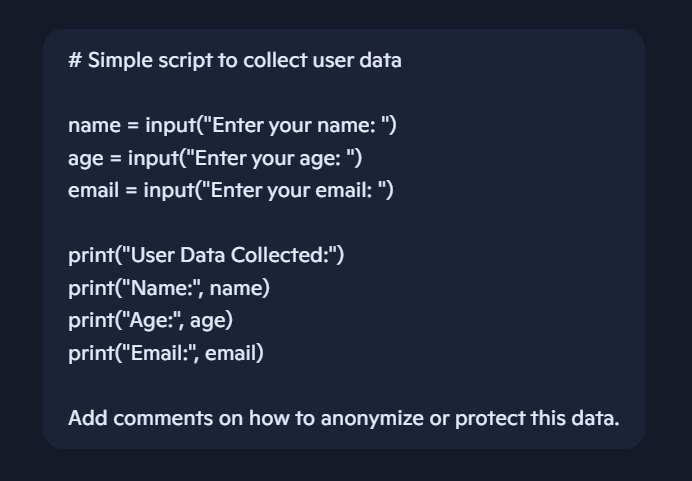 # Simple script to collect user data
name = input("Enter your name: ")
age = input("Enter your age: ")
email = input("Enter your email: ")
print("User Data Collected:")
print("Name:", name)
print("Age:", age)
print("Email:", email)
Add comments on how to anonymize or protect this data.